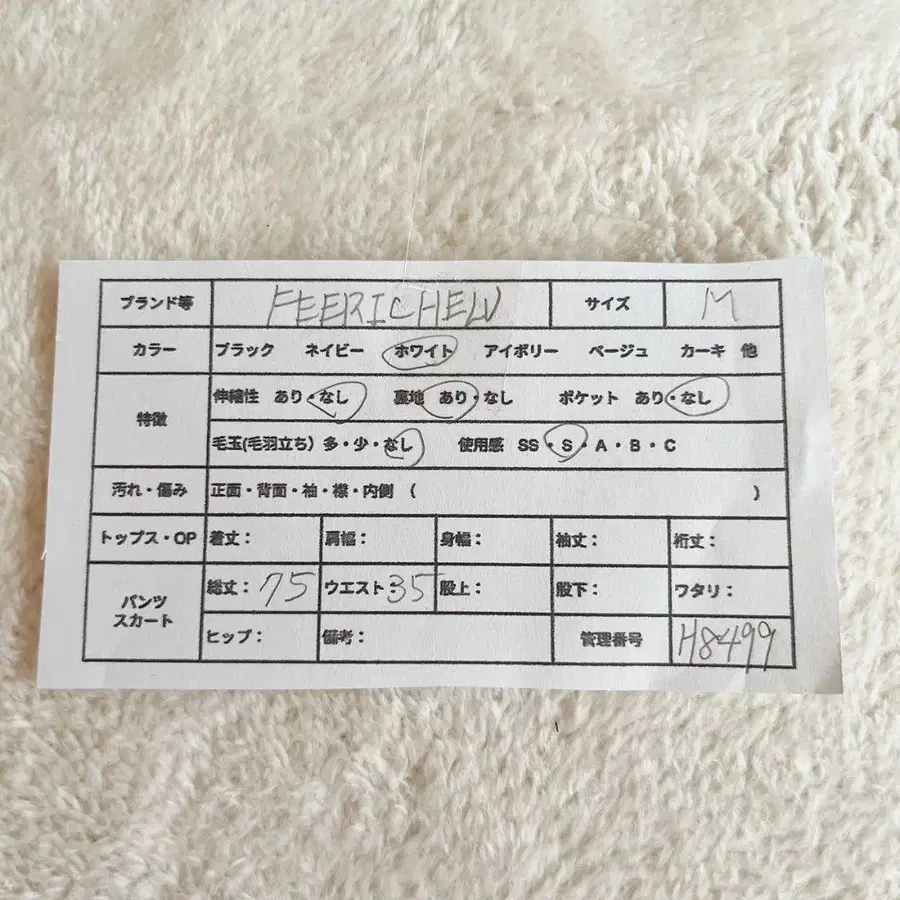 ブランド等 FEERICHELU サイズ M
カラー ブラック ネイビー ホワイト アイボリー ベージュ カーキ 他
特徴 伸縮性 あり・なし 裏地 あり・なし ポケット あり・なし
毛玉(毛羽立ち) 多・少・なし 使用感 SS・S・A・B・C
汚れ・傷み 正面・背面・袖・襟・内側 ( )
トップス・OP 着丈: 肩幅: 身幅: 袖丈: 裄丈:
パンツ スカート 総丈:75 ウエスト35 股上: 股下: ワタリ:
ヒップ: 備考: 管理番号 H8499